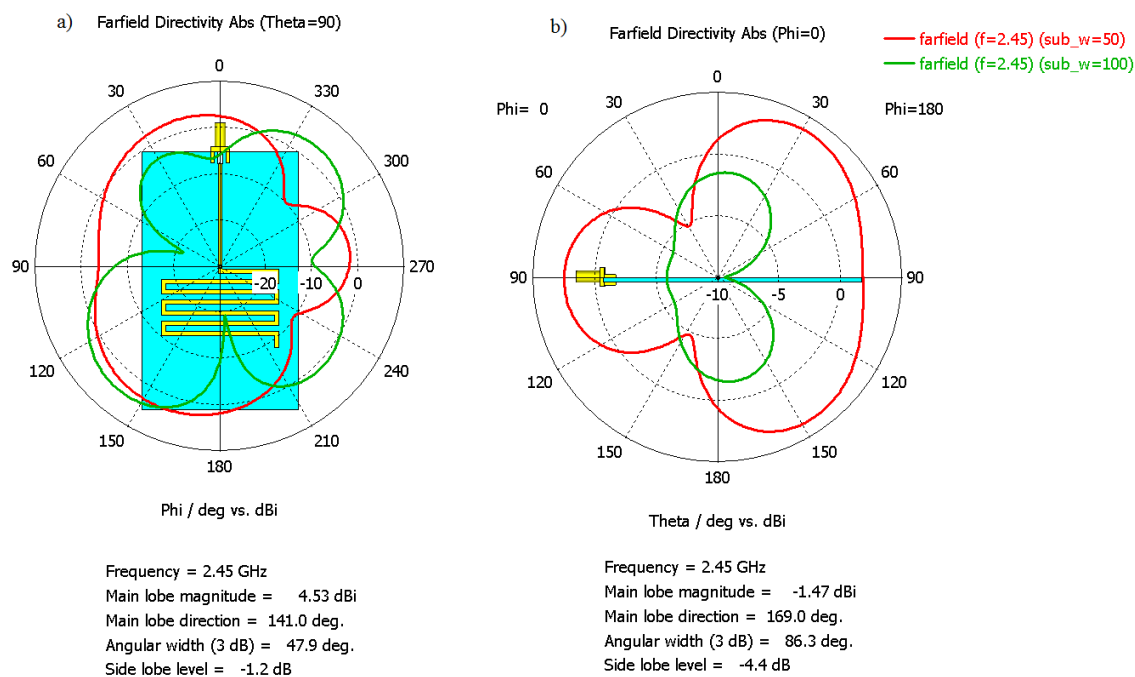 a)
Farfield Directivity Abs (Theta=90)
0
30
330
60
300
90
270
-20
-10
0
120
240
150
210
180
Phi / deg vs. dBi
Frequency = 2.45 GHz
Main lobe magnitude = 4.53 dBi
Main lobe direction = 141.0 deg.
Angular width (3 dB) = 47.9 deg.
Side lobe level = -1.2 dB
b)
Farfield Directivity Abs (Phi=0)
farfield (f=2.45) (sub_w=50)
farfield (f=2.45) (sub_w=100)
0
Phi= 0
30
30
Phi=180
60
60
90
90
-10
-5
0
120
120
150
150
180
Theta / deg vs. dBi
Frequency = 2.45 GHz
Main lobe magnitude = -1.47 dBi
Main lobe direction = 169.0 deg.
Angular width (3 dB) = 86.3 deg.
Side lobe level = -4.4 dB